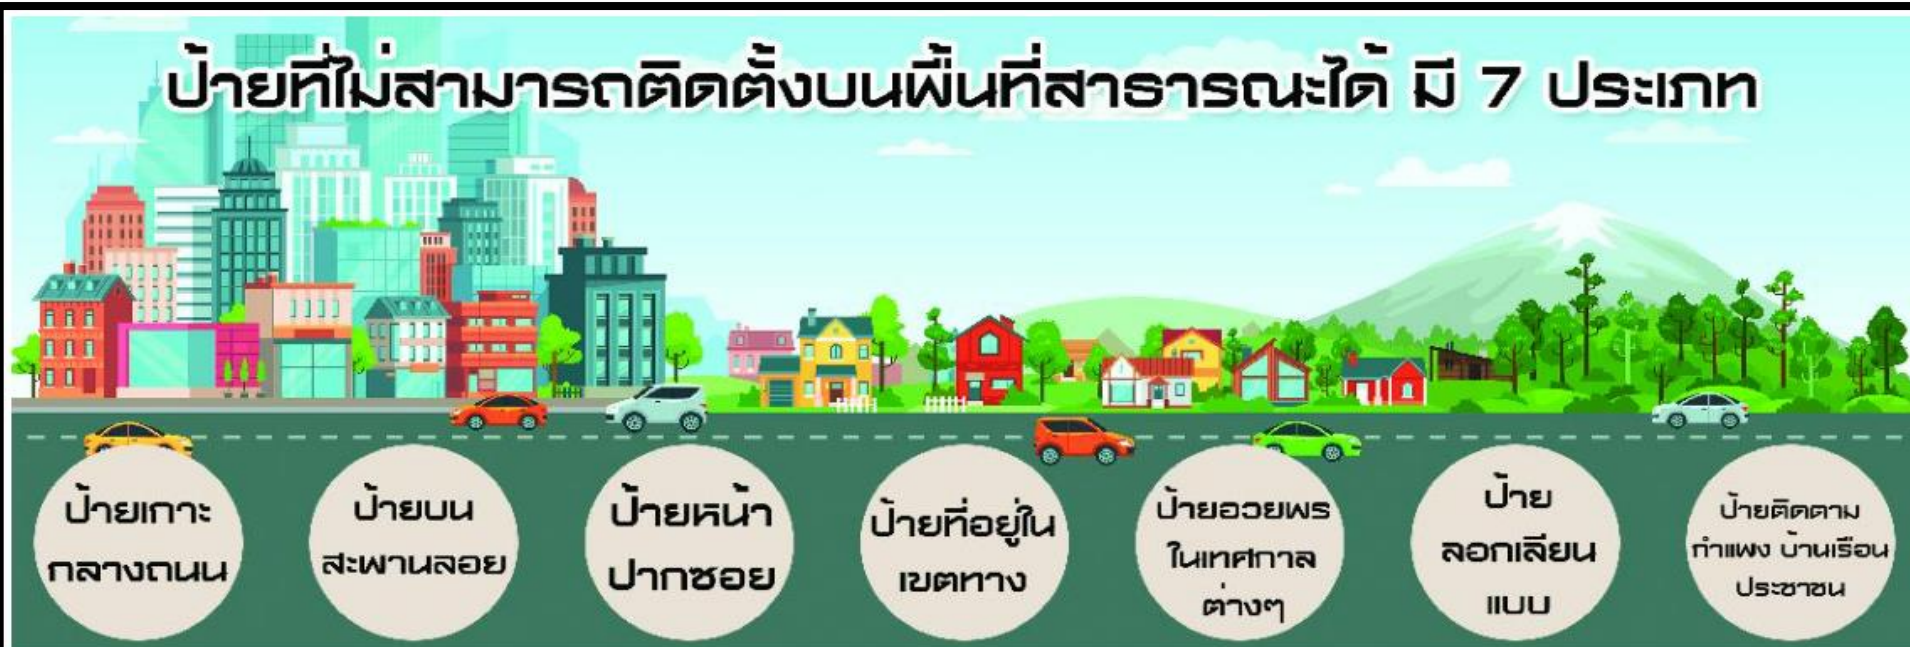 ป้ายที่ไม่สามารถติดตั้งบนพื้นที่สาธารณะได้ มี 7 ประเภท
ป้ายเกาะ
กลางถนน
ป้ายบน
สะพานลอย
ป้ายหน้า
ปากซอย
ป้ายที่อยู่ใน
เขตทาง
ป้ายอวยพร
ในเทศกาล
ต่างๆ
ป้าย
ลอกเลียน
แบบ
ป้ายติดตาม
กำแพง บ้านเรือน
ประชาชน